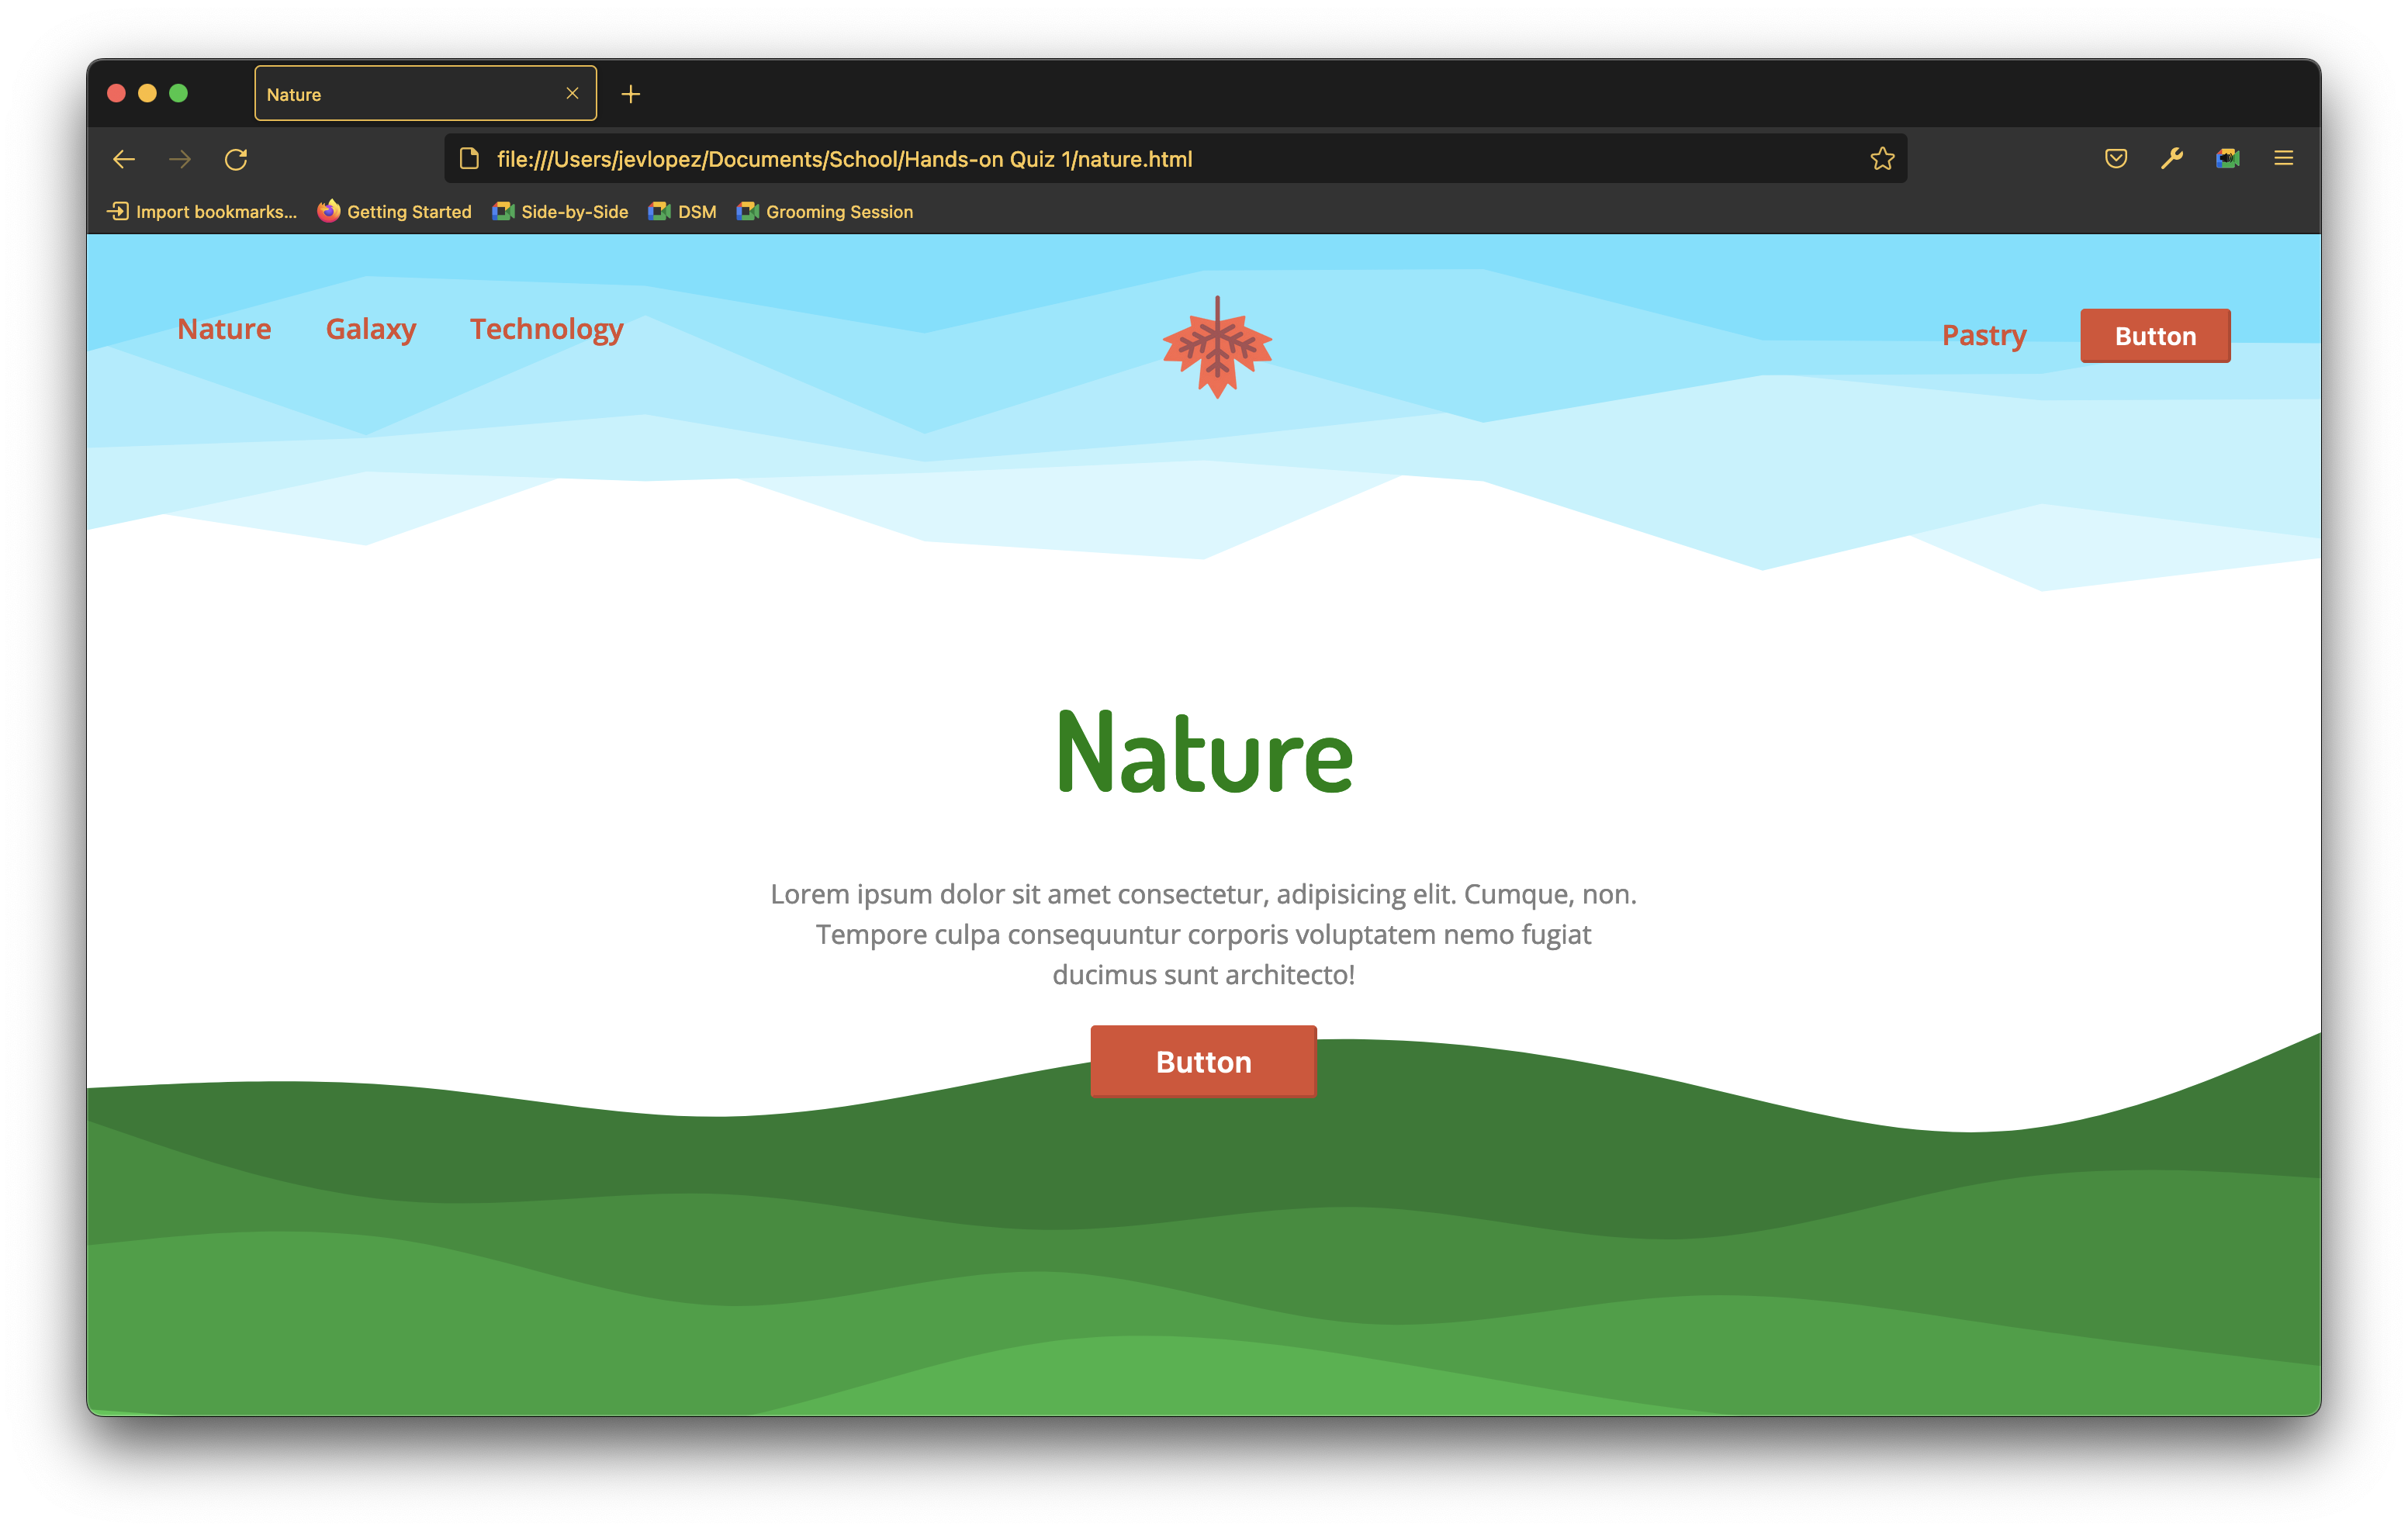 Nature
file:///Users/jevlopez/Documents/School/Hands-on Quiz 1/nature.html
Import bookmarks... Getting Started Side-by-Side DSM Grooming Session
Nature Galaxy Technology Pastry Button
Nature
Lorem ipsum dolor sit amet consectetur, adipisicing elit. Cumque, non.
Tempore culpa consequuntur corporis voluptatem nemo fugiat
ducimus sunt architecto!
Button